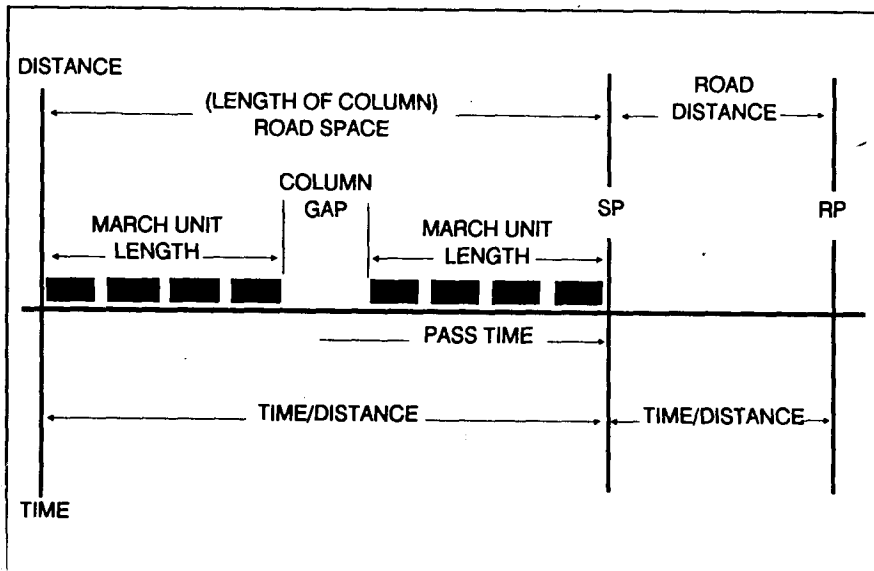 DISTANCE
(LENGTH OF COLUMN)
ROAD SPACE
ROAD
DISTANCE
COLUMN
GAP
SP
RP
MARCH UNIT
LENGTH
MARCH UNIT
LENGTH
PASS TIME
TIME/DISTANCE
TIME/DISTANCE
TIME